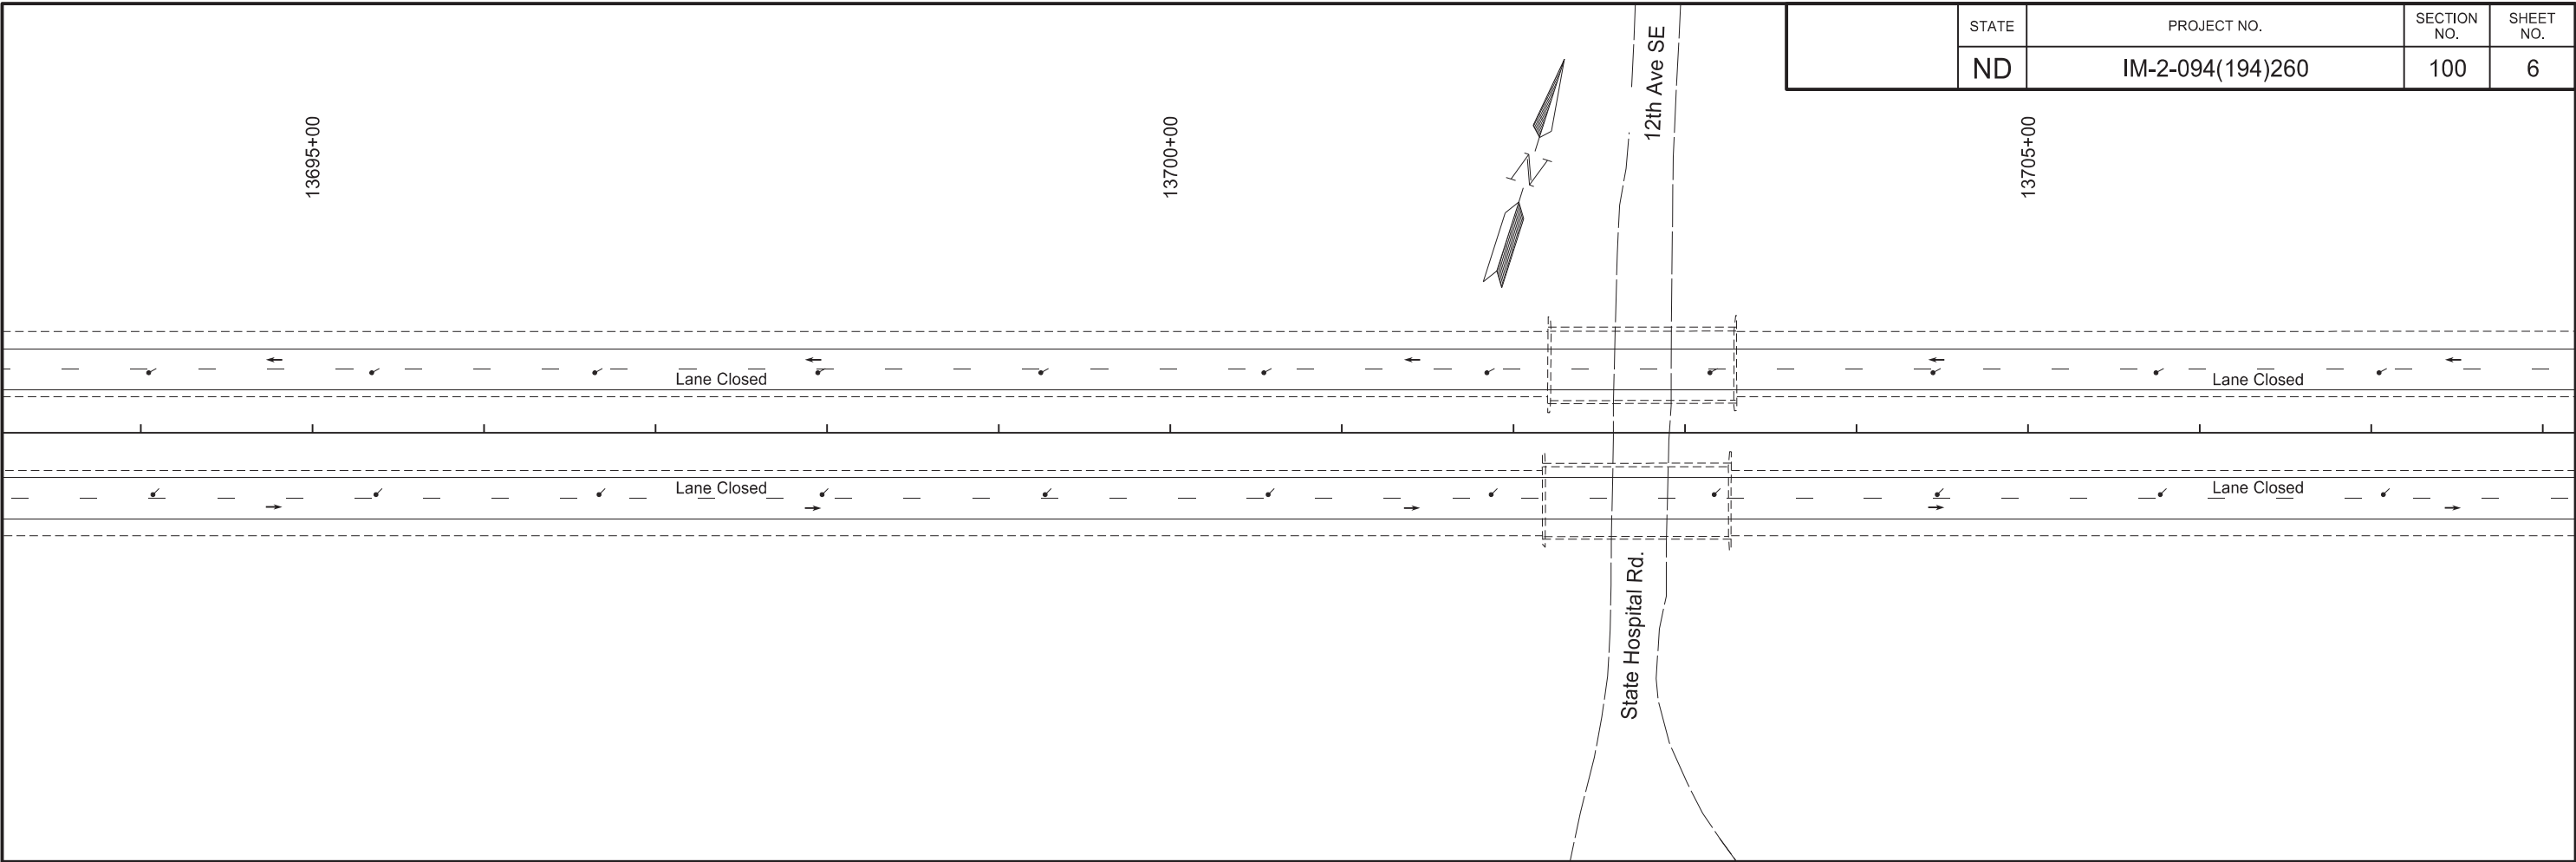 STATE
PROJECT NO.
SECTION
NO.
SHEET
NO.
ND
IM-2-094(194)260
100
6
13695+00
13700+00
N
12th Ave SE
13705+00
Lane Closed
Lane Closed
Lane Closed
Lane Closed
State Hospital Rd.